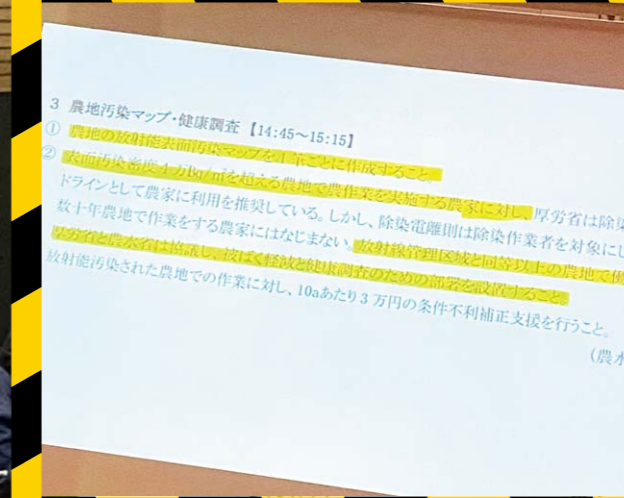 3 農地汚染マップ・健康調査【14:45～15:15】
① 農地の放射能表面汚染マップを1筆ごとに作成すること。
② 表面汚染密度4万Bq/㎡を超える農地で農作業を実施する農家に対し、厚労省は除染
ドラインとして農家に利用を推奨している。しかし、除染電離則は除染作業者を対象にし
数十年農地で作業をする農家にはなじまない。放射線管理区域と同等以上の農地で働
厚労省と農水省は協議し、被ばく軽減と健康調査のための部署を設置すること。
放射能汚染された農地での作業に対し、10aあたり3万円の条件不利補正支援を行うこと。
（農水